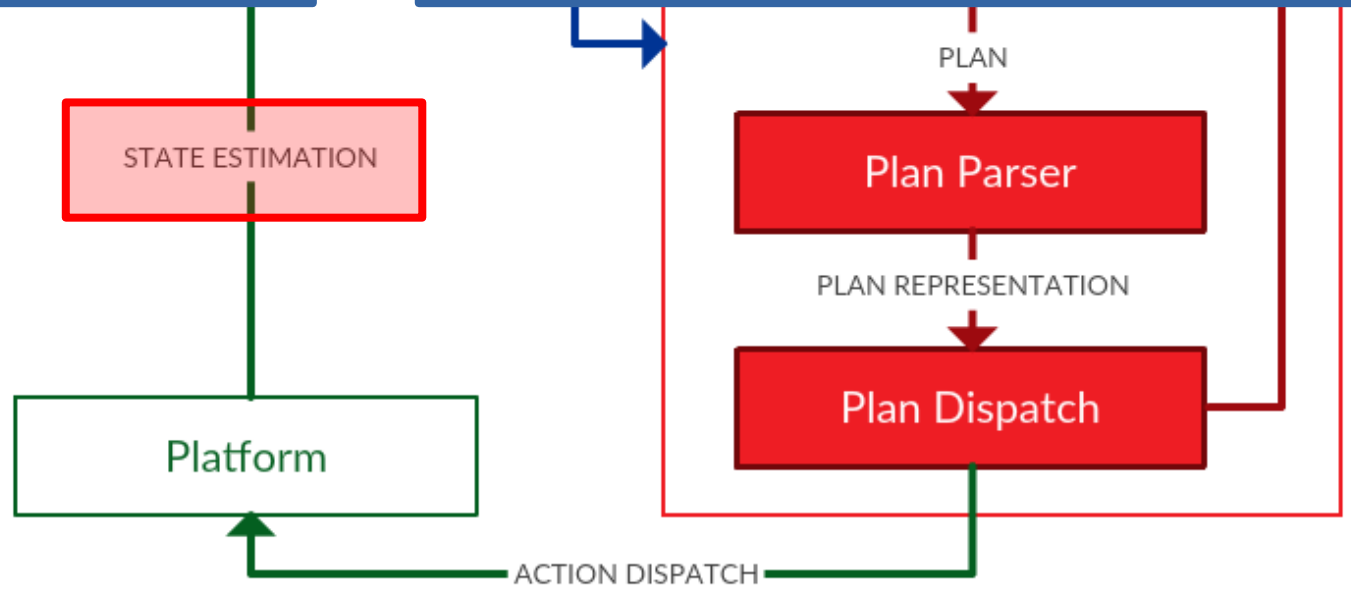 PLAN
STATE ESTIMATION
Plan Parser
PLAN REPRESENTATION
Plan Dispatch
Platform
ACTION DISPATCH